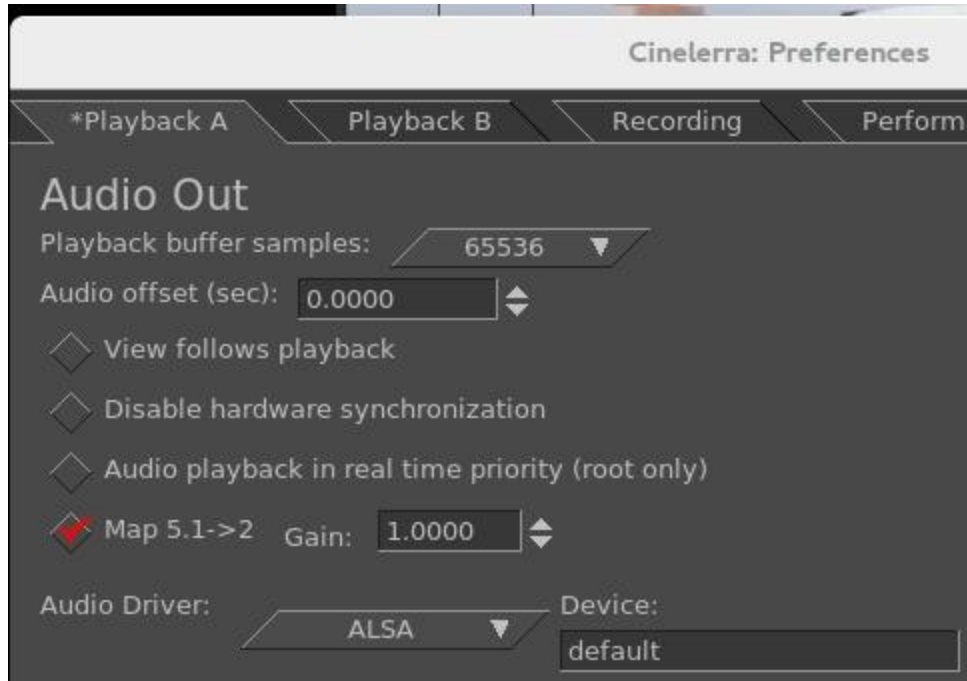 Cinelerra: Preferences
*Playback A Playback B Recording Perform
Audio Out
Playback buffer samples: 65536
Audio offset (sec): 0.0000
View follows playback
Disable hardware synchronization
Audio playback in real time priority (root only)
Map 5.1->2 Gain: 1.0000
Audio Driver: ALSA Device:
default